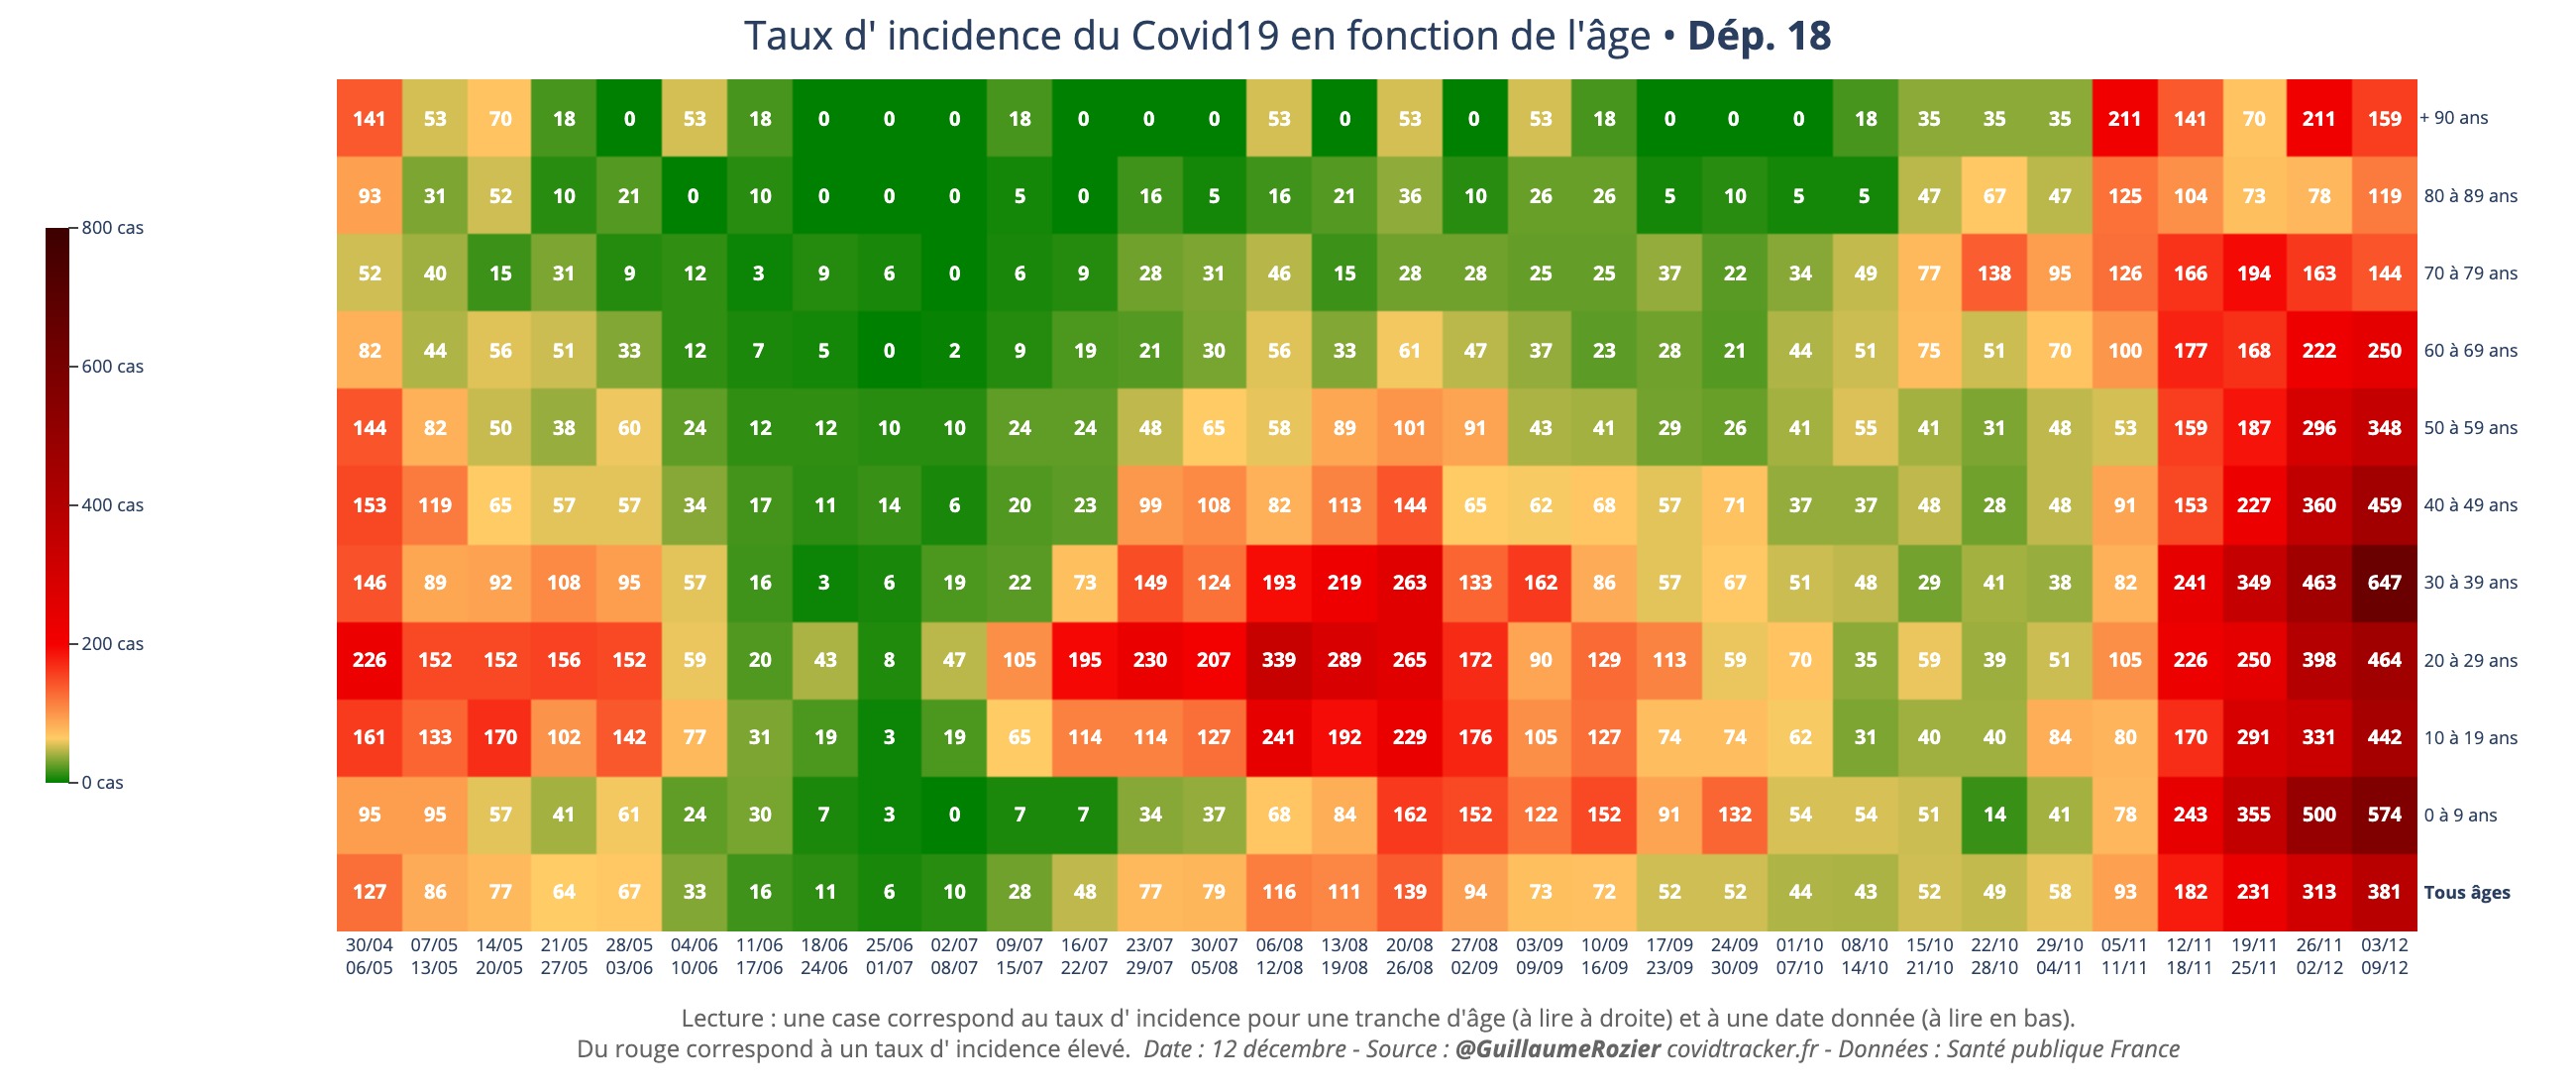 Taux d' incidence du Covid19 en fonction de l'âge • Dép. 18
800 cas
600 cas
400 cas
200 cas
0 cas
141 53 70 18 0 53 18 0 0 0 18 0 0 0 53 0 53 0 53 18 0 0 0 18 35 35 35 211 141 70 211 159 + 90 ans
93 31 52 10 21 0 10 0 0 0 5 0 16 5 16 21 36 10 26 26 5 10 5 5 47 67 47 125 104 73 78 119 80 à 89 ans
52 40 15 31 9 12 3 9 6 0 6 9 28 31 46 15 28 28 25 25 37 22 34 49 77 138 95 126 166 194 163 144 70 à 79 ans
82 44 56 51 33 12 7 5 0 2 9 19 21 30 56 33 61 47 37 23 28 21 44 51 75 51 70 100 177 168 222 250 60 à 69 ans
144 82 50 38 60 24 12 12 10 10 24 24 48 65 58 89 101 91 43 41 29 26 41 55 41 31 48 53 159 187 296 348 50 à 59 ans
153 119 65 57 57 34 17 11 14 6 20 23 99 108 82 113 144 65 62 68 57 71 37 37 48 28 48 91 153 227 360 459 40 à 49 ans
146 89 92 108 95 57 16 3 6 19 22 73 149 124 193 219 263 133 162 86 57 67 51 48 29 41 38 82 241 349 463 647 30 à 39 ans
226 152 152 156 152 59 20 43 8 47 105 195 230 207 339 289 265 172 90 129 113 59 70 35 59 39 51 105 226 250 398 464 20 à 29 ans
161 133 170 102 142 77 31 19 3 19 65 114 114 127 241 192 229 176 105 127 74 74 62 31 40 40 84 80 170 291 331 442 10 à 19 ans
95 95 57 41 61 24 30 7 3 0 7 7 34 37 68 84 162 152 122 152 91 132 54 54 51 14 41 78 243 355 500 574 0 à 9 ans
127 86 77 64 67 33 16 11 6 10 28 48 77 79 116 111 139 94 73 72 52 52 44 43 52 49 58 93 182 231 313 381 Tous âges
30/04 07/05 14/05 21/05 28/05 04/06 11/06 18/06 25/06 02/07 09/07 16/07 23/07 30/07 06/08 13/08 20/08 27/08 03/09 10/09 17/09 24/09 01/10 08/10 15/10 22/10 29/10 05/11 12/11 19/11 26/11 03/12
06/05 13/05 20/05 27/05 03/06 10/06 17/06 24/06 01/07 08/07 15/07 22/07 29/07 05/08 12/08 19/08 26/08 02/09 09/09 16/09 23/09 30/09 07/10 14/10 21/10 28/10 04/11 11/11 18/11 25/11 02/12 09/12
Lecture : une case correspond au taux d' incidence pour une tranche d'âge (à lire à droite) et à une date donnée (à lire en bas).
Du rouge correspond à un taux d' incidence élevé. Date : 12 décembre - Source : @GuillaumeRozier covidtracker.fr - Données : Santé publique France